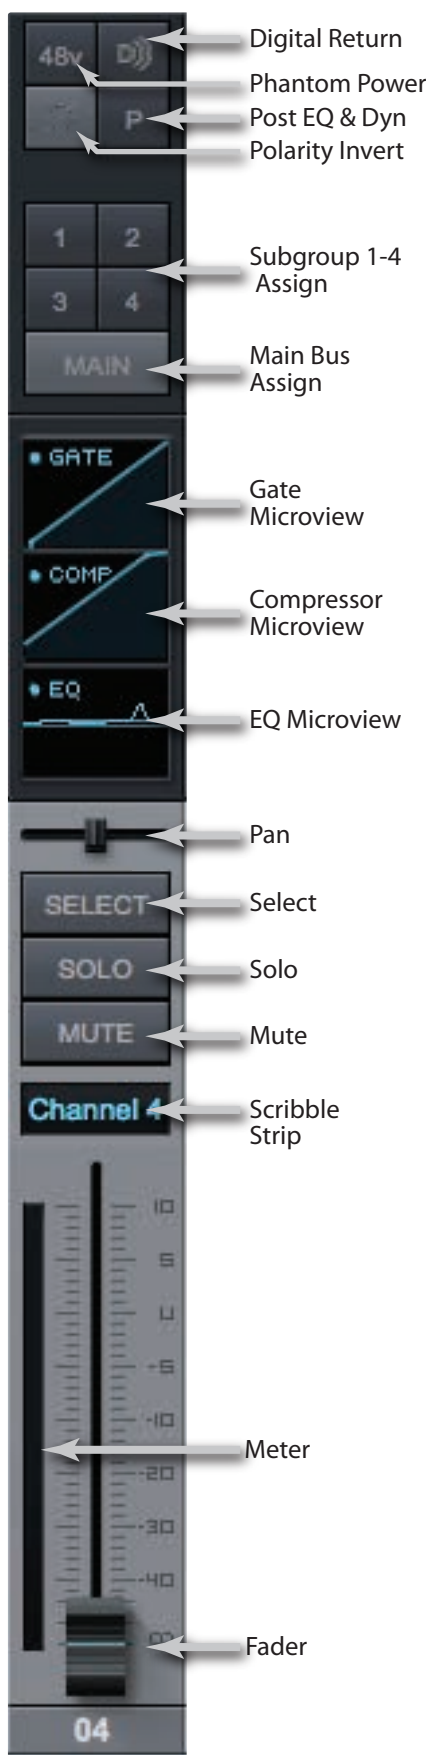 48v
Digital Return
Phantom Power
P
Post EQ & Dyn
Polarity Invert
1 2
3 4
Subgroup 1-4
Assign
MAIN
Main Bus
Assign
GATE
Gate
Microview
COMP
Compressor
Microview
EQ
EQ Microview
Pan
SELECT
Select
SOLO
Solo
MUTE
Mute
Channel 4
Scribble
Strip
10
5
U
-5
-10
Meter
-20
-30
-40
∞
Fader
04